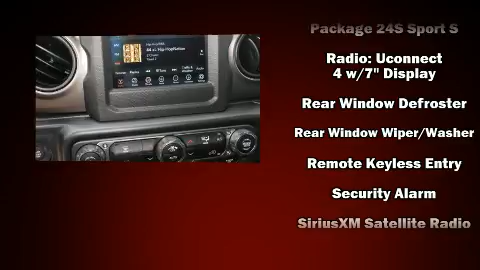 Package 24S Sport S
Radio: Uconnect
4 w/7" Display
Rear Window Defroster
Rear Window Wiper/Washer
Remote Keyless Entry
Security Alarm
SiriusXM Satellite Radio